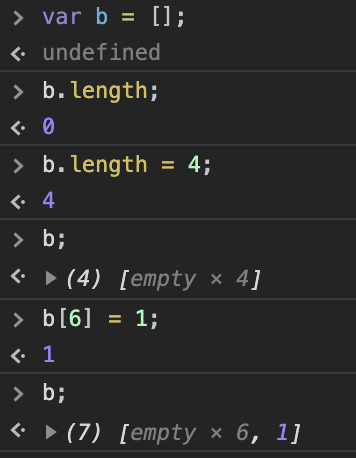 > var b = [];
<· undefined
> b.length;
<· 0
> b.length = 4;
<· 4
> b;
<· ▶ (4) [empty × 4]
> b[6] = 1;
<· 1
> b;
<· ▶ (7) [empty × 6, 1]